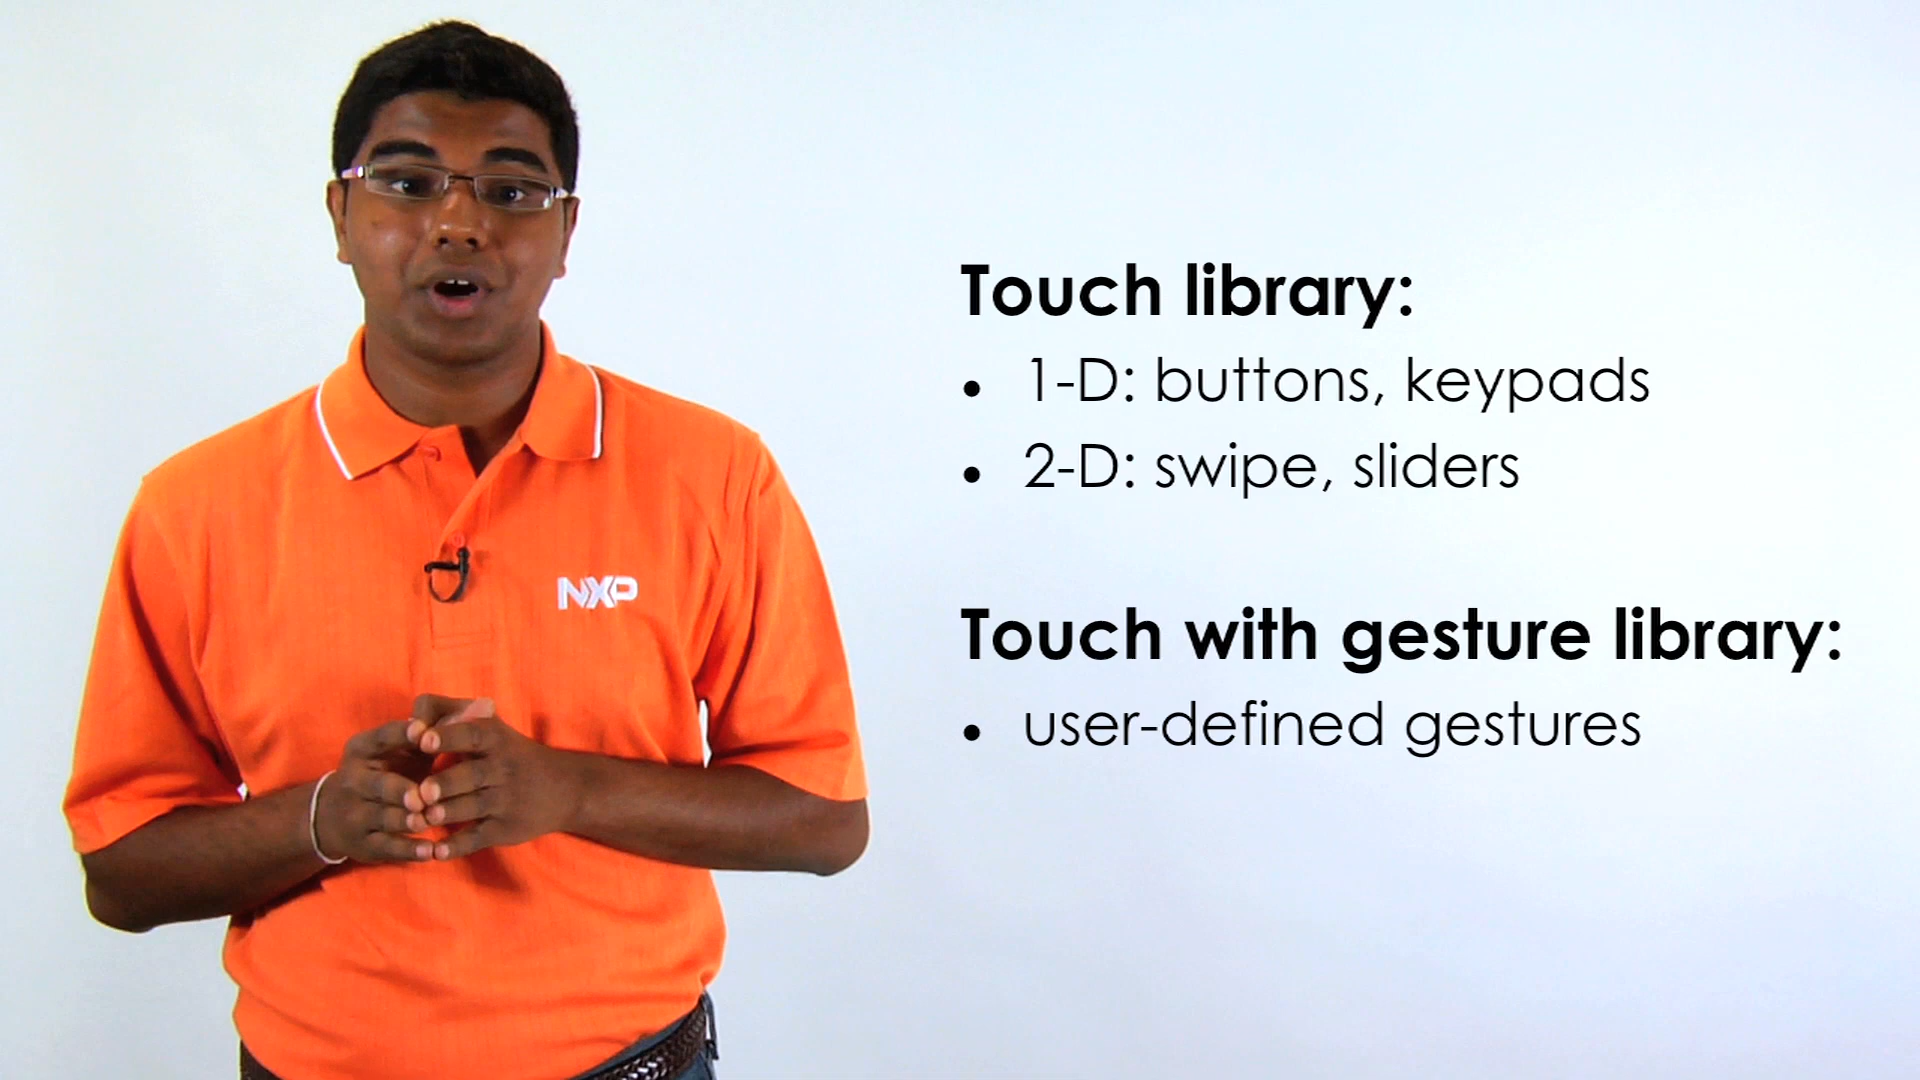 Touch library:
• 1-D: buttons, keypads
• 2-D: swipe, sliders
Touch with gesture library:
• user-defined gestures
NXP